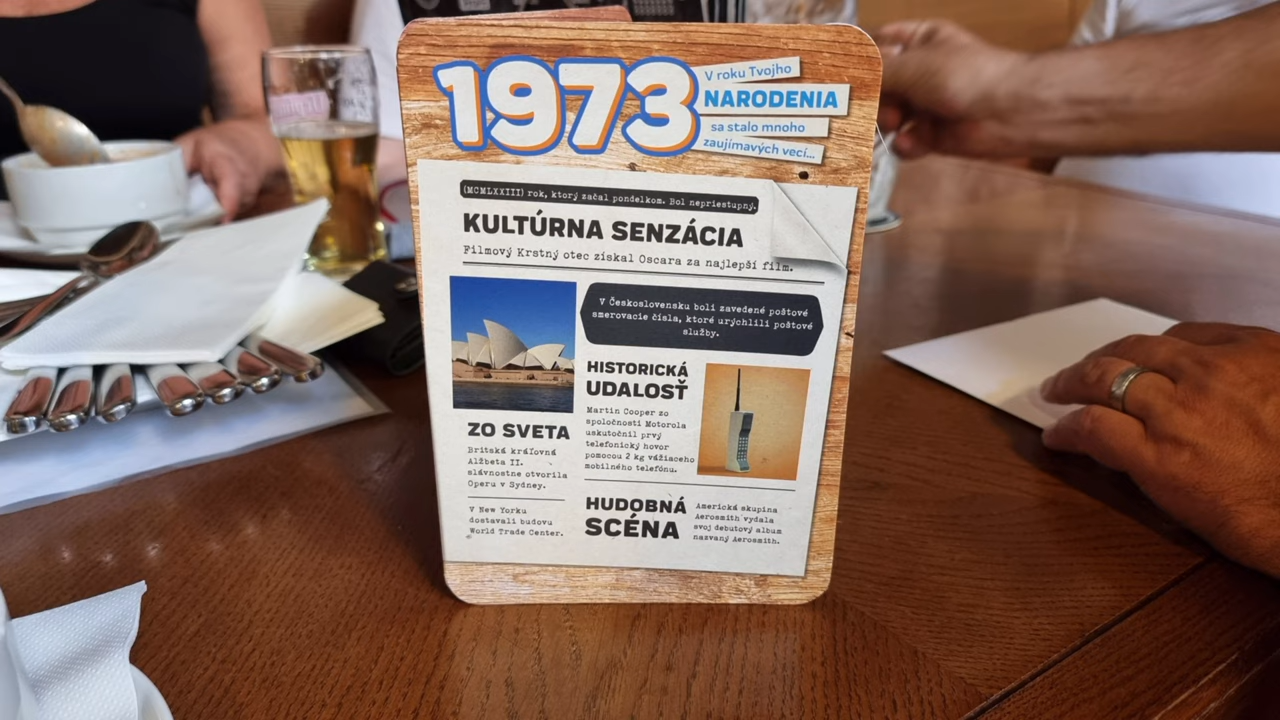 1973
V roku Tvojho
NARODENIA
sa stalo mnoho
zaujímavých vecí...
(MCMLXXIII) rok, ktorý začal pondelkom. Bol nepriestupný.
KULTÚRNA SENZÁCIA
Filmový Krstný otec získal Oscara za najlepší film.
V Československu boli zavedené poštové
smerovacie čísla, ktoré urýchlili poštové
služby.
HISTORICKÁ
UDALOSŤ
Martin Cooper zo
spoločnosti Motorola
uskutočnil prvý
telefonický hovor
pomocou 2 kg vážiaceho
mobilného telefónu.
ZO SVETA
Britská kráľovná
Alžbeta II.
slávnostne otvorila
Operu v Sydney.
V New Yorku
dostavali budovu
World Trade Center.
HUDOBNÁ
SCÉNA
Americká skupina
Aerosmith vydala
svoj debutový album
nazvaný Aerosmith.